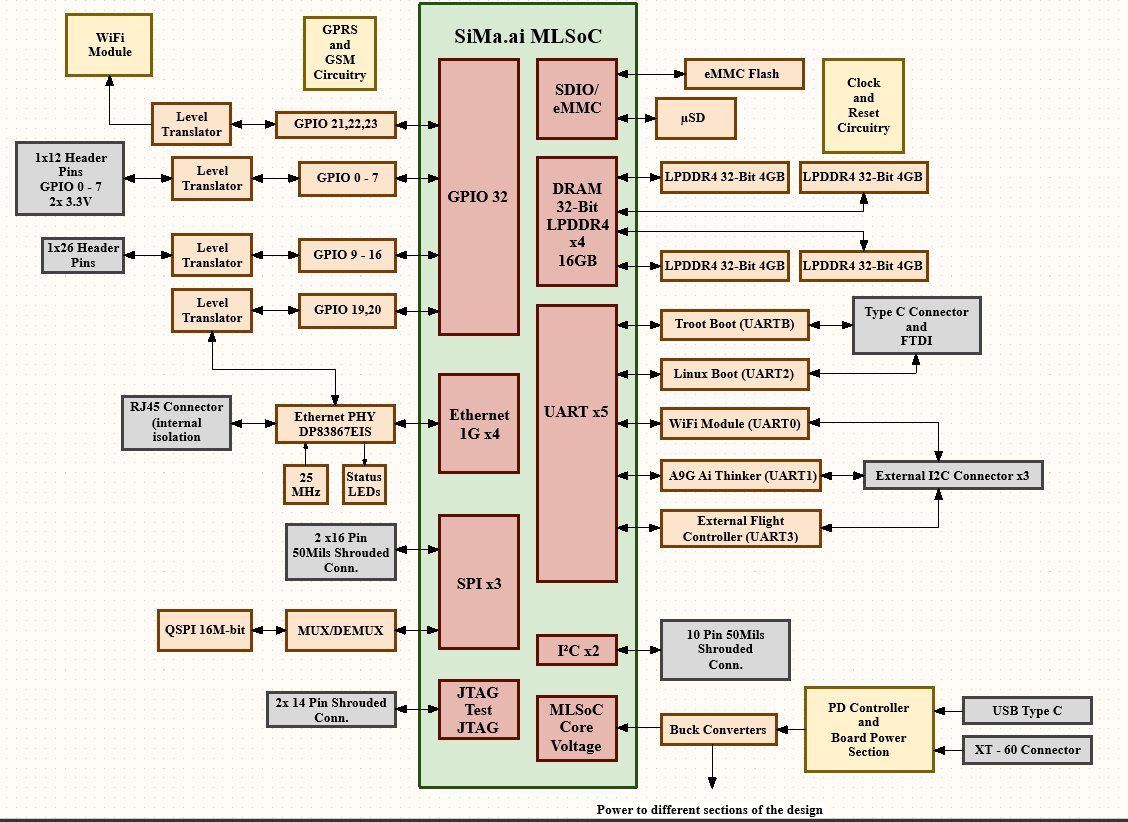 SiMa.ai MLSoC
WiFi
Module
GPRS
and
GSM
Circuitry
Level
Translator
GPIO 21,22,23
1x12 Header
Pins
GPIO 0 - 7
2x 3.3V
Level
Translator
GPIO 0 - 7
1x26 Header
Pins
Level
Translator
GPIO 9 - 16
Level
Translator
GPIO 19,20
GPIO 32
RJ45 Connector
(internal
isolation
Ethernet PHY
DP83867EIS
25
MHz
Status
LEDs
Ethernet
1G x4
2 x16 Pin
50Mils Shrouded
Conn.
SPI x3
QSPI 16M-bit
MUX/DEMUX
2x 14 Pin Shrouded
Conn.
JTAG
Test
JTAG
SDIO/
eMMC
eMMC Flash
µSD
Clock
and
Reset
Circuitry
DRAM
32-Bit
LPDDR4
x4
16GB
LPDDR4 32-Bit 4GB
LPDDR4 32-Bit 4GB
LPDDR4 32-Bit 4GB
LPDDR4 32-Bit 4GB
UART x5
Troot Boot (UARTB)
Type C Connector
and
FTDI
Linux Boot (UART2)
WiFi Module (UART0)
A9G Ai Thinker (UART1)
External I2C Connector x3
External Flight
Controller (UART3)
I²C x2
10 Pin 50Mils
Shrouded
Conn.
MLSoC
Core
Voltage
Buck Converters
PD Controller
and
Board Power
Section
USB Type C
XT - 60 Connector
Power to different sections of the design